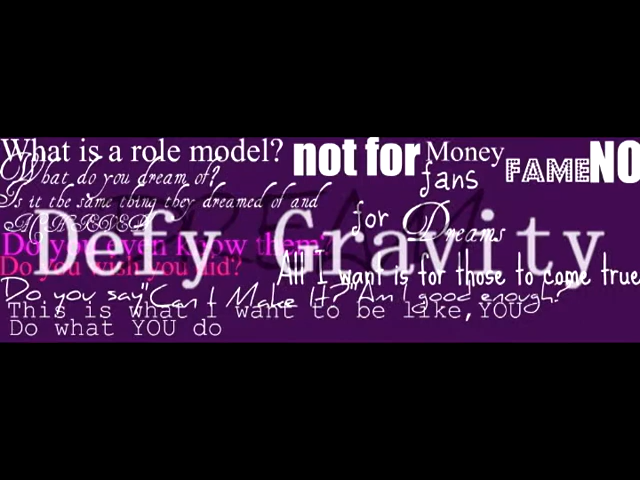 What is a role model?
not for
Money
NO
fans
FAME
What do you dream of?
Is it the same thing they dreamed of and
ACHIEVED?
for Dreams
DREAM
Defy Gravity
Do you even know them?
Do you wish you did?
All I want is for those to come true
Do you say "Can I Make It? Am I good enough?
This is what I want to be like, YOU
Do what YOU do